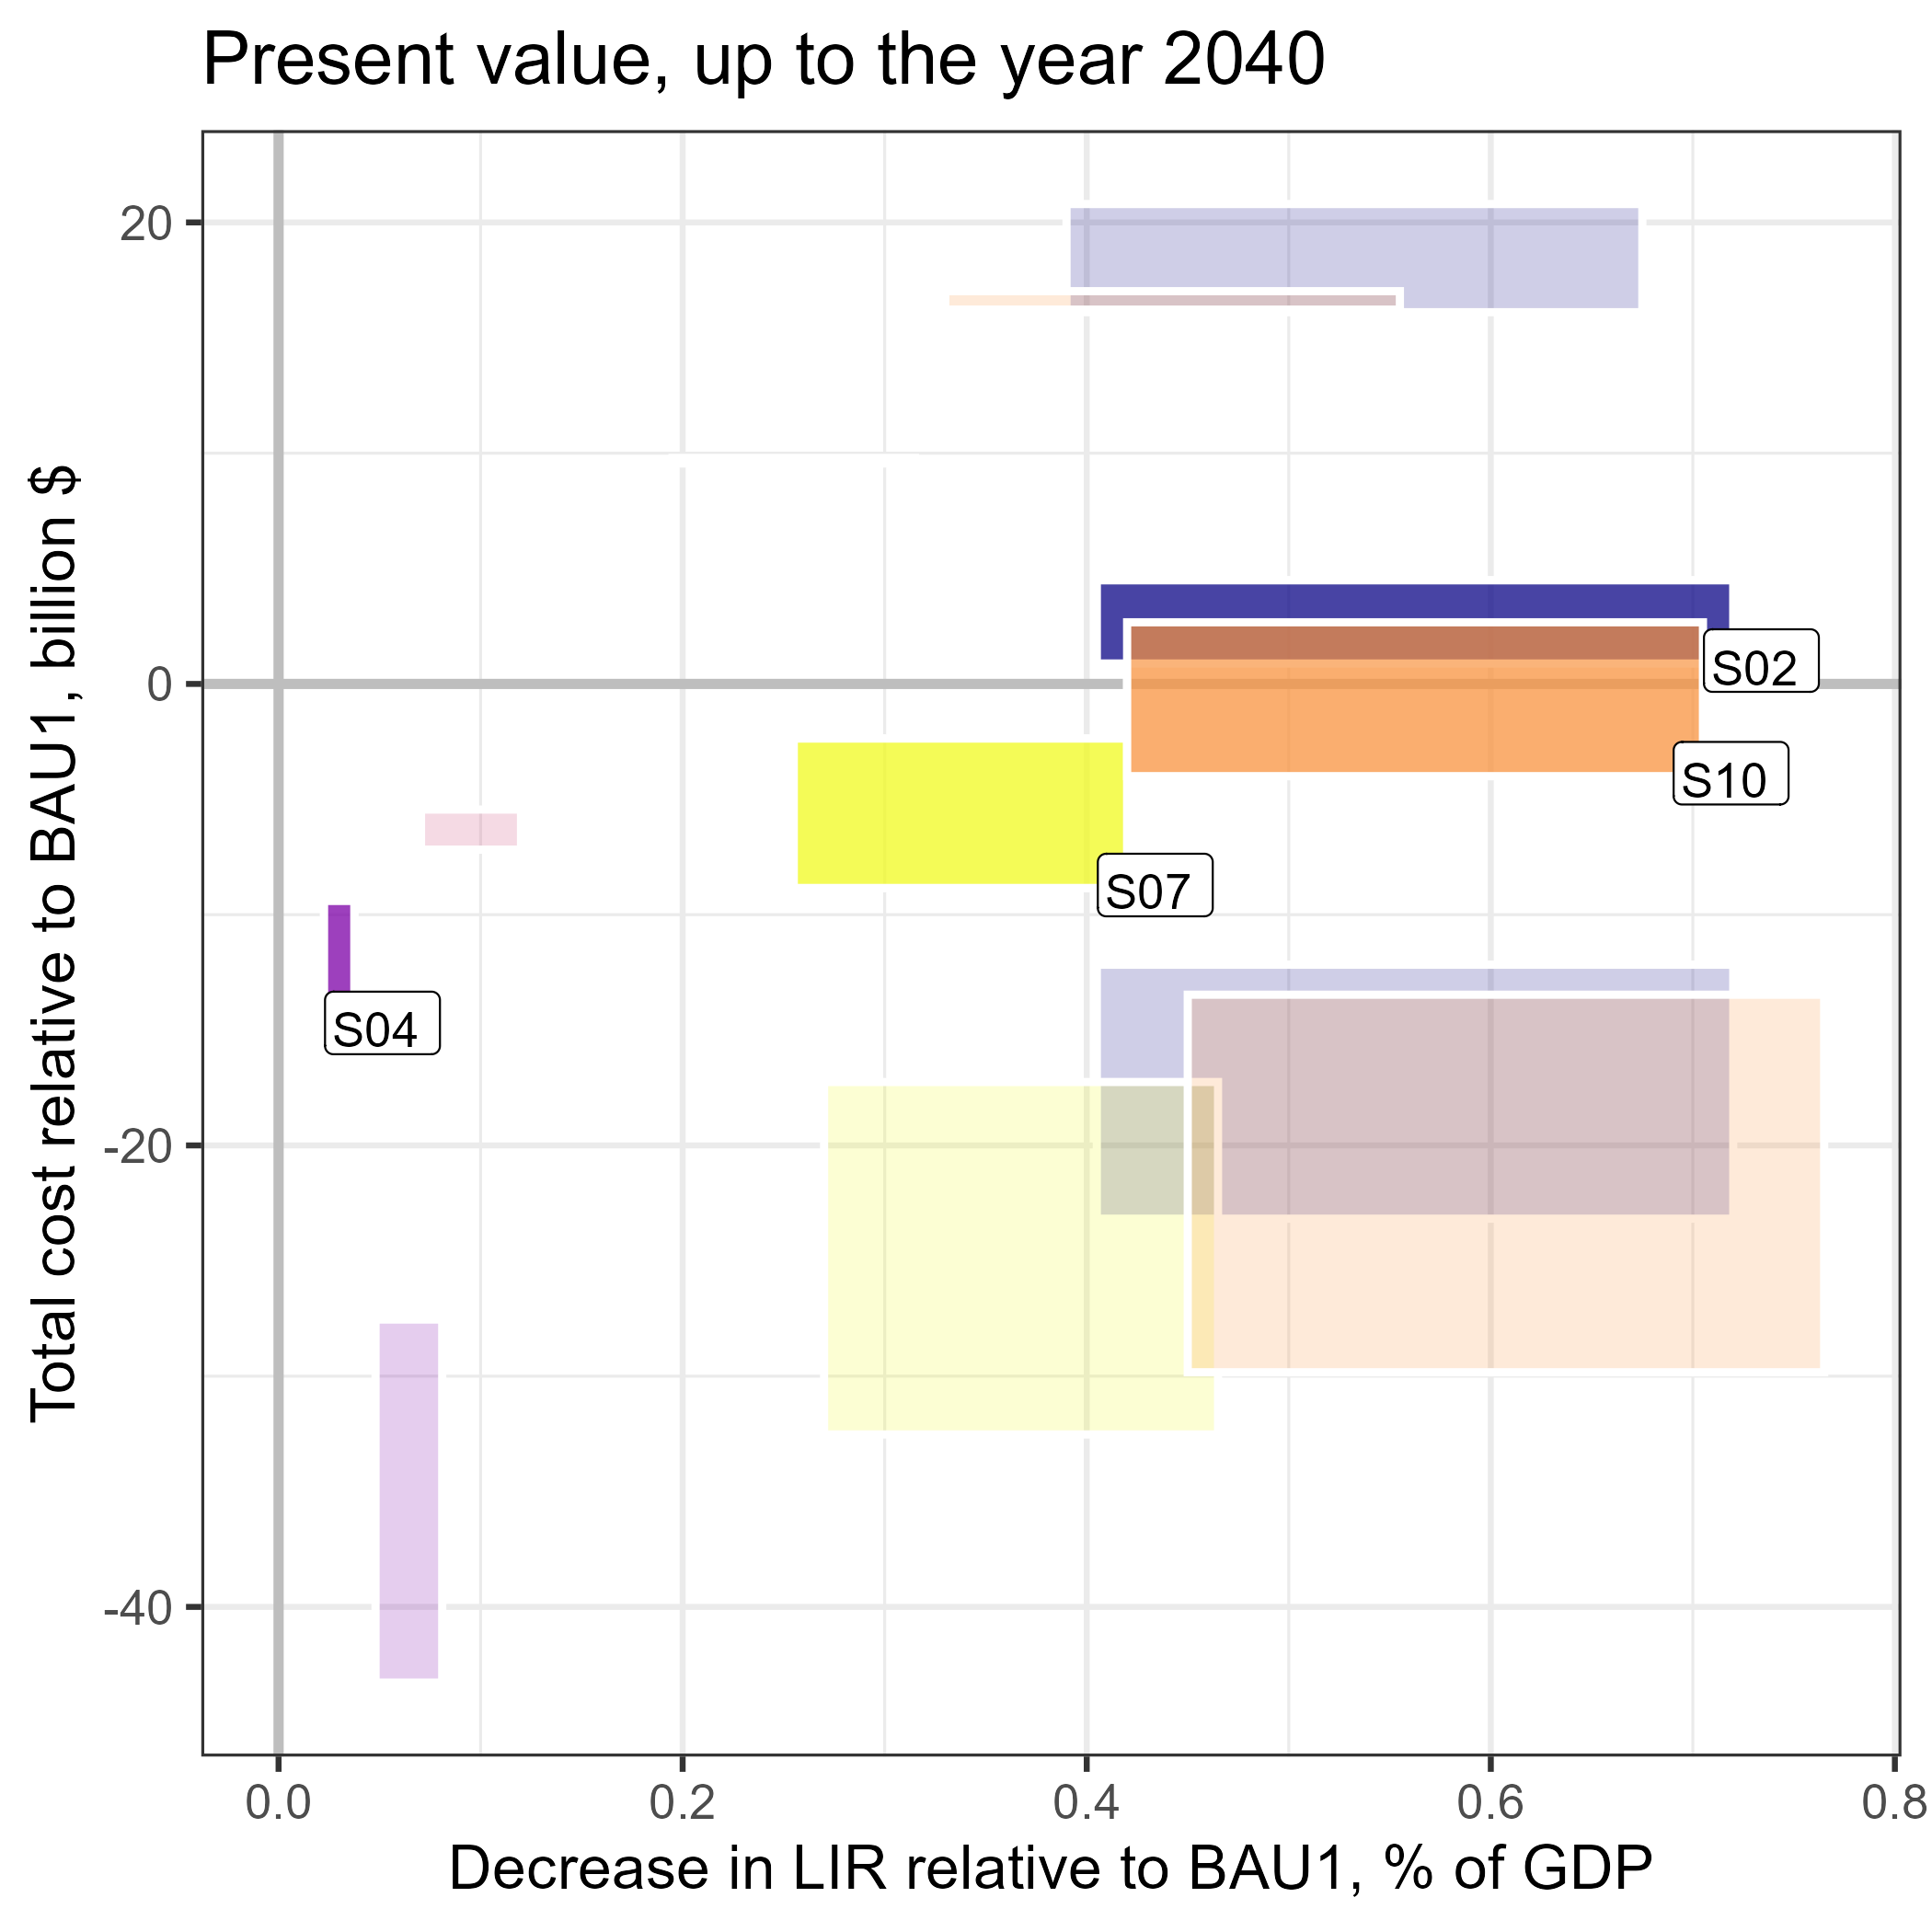 Present value, up to the year 2040
Total cost relative to BAU1, billion $
20
0
-20
-40
S02
S10
S07
S04
0.0
0.2
0.4
0.6
0.8
Decrease in LIR relative to BAU1, % of GDP